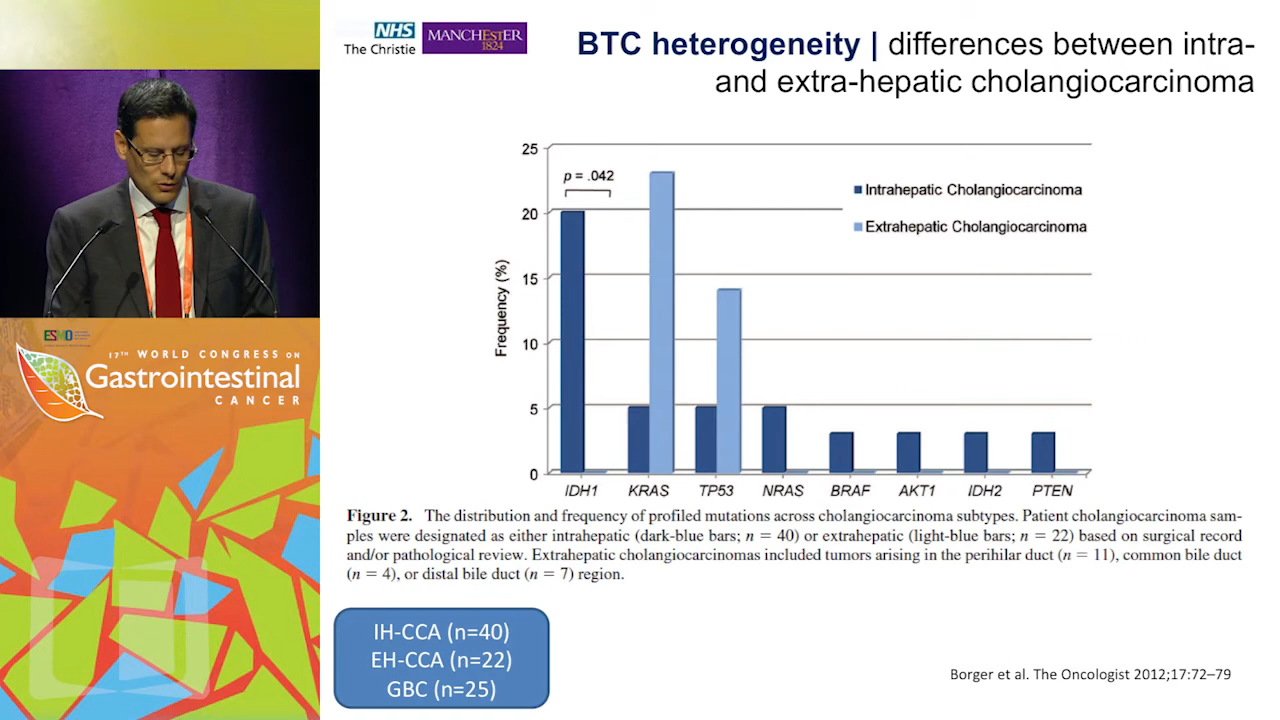 NHS
The Christie
MANCHESTER
1824
BTC heterogeneity | differences between intra-
and extra-hepatic cholangiocarcinoma
25
20
15
10
5
0
Frequency (%)
p = .042
Intrahepatic Cholangiocarcinoma
Extrahepatic Cholangiocarcinoma
IDH1 KRAS TP53 NRAS BRAF AKT1 IDH2 PTEN
Figure 2. The distribution and frequency of profiled mutations across cholangiocarcinoma subtypes. Patient cholangiocarcinoma sam-
ples were designated as either intrahepatic (dark-blue bars; n = 40) or extrahepatic (light-blue bars; n = 22) based on surgical record
and/or pathological review. Extrahepatic cholangiocarcinomas included tumors arising in the perihilar duct (n = 11), common bile duct
(n = 4), or distal bile duct (n = 7) region.
IH-CCA (n=40)
EH-CCA (n=22)
GBC (n=25)
Borger et al. The Oncologist 2012;17:72–79
ESMO
17TH WORLD CONGRESS ON
Gastrointestinal
CANCER